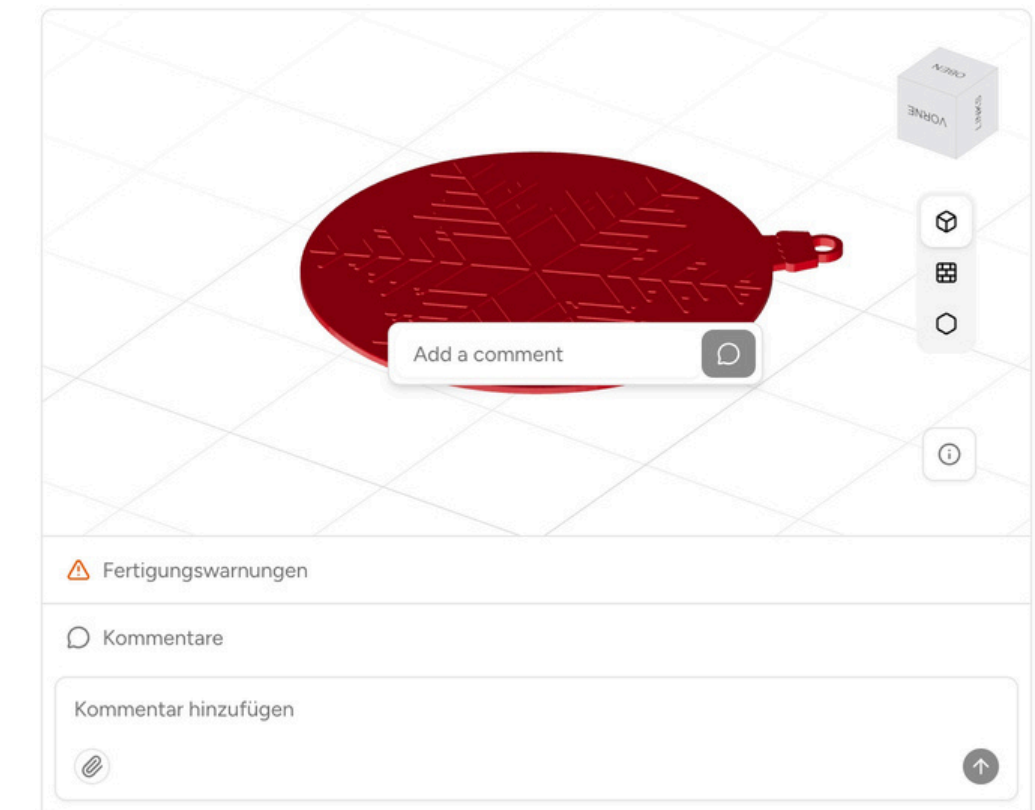 OBEN
VORNE
LINKS
Add a comment
Fertigungswarnungen
Kommentare
Kommentar hinzufügen